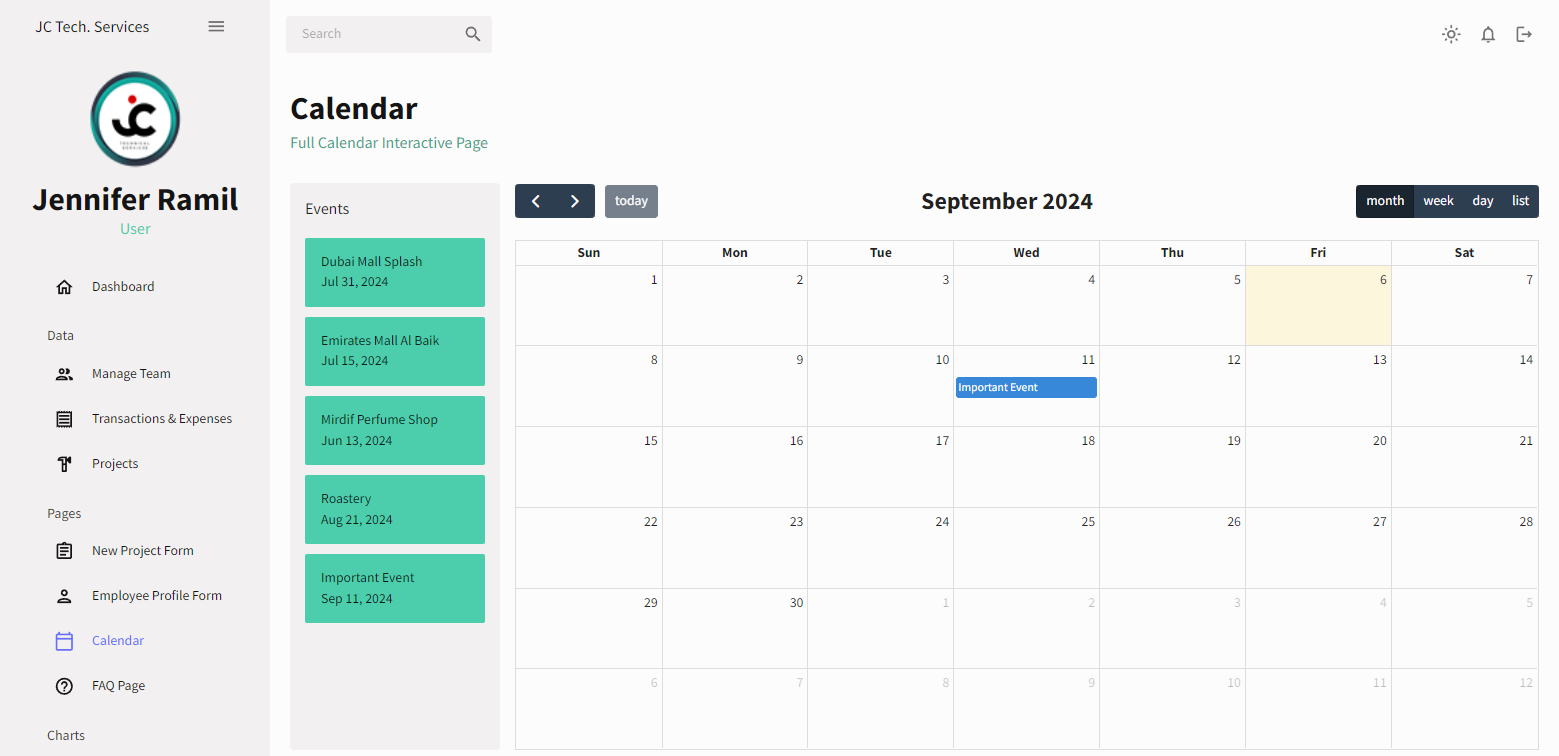 JC Tech. Services
JC
TECHNICAL
SERVICES
Jennifer Ramil
User
Dashboard
Data
Manage Team
Transactions & Expenses
Projects
Pages
New Project Form
Employee Profile Form
Calendar
FAQ Page
Charts
Search
Calendar
Full Calendar Interactive Page
Events
Dubai Mall Splash
Jul 31, 2024
Emirates Mall Al Baik
Jul 15, 2024
Mirdif Perfume Shop
Jun 13, 2024
Roastery
Aug 21, 2024
Important Event
Sep 11, 2024
today
September 2024
month week day list
Sun Mon Tue Wed Thu Fri Sat
1 2 3 4 5 6 7
8 9 10 11 12 13 14
Important Event
15 16 17 18 19 20 21
22 23 24 25 26 27 28
29 30 1 2 3 4 5
6 7 8 9 10 11 12